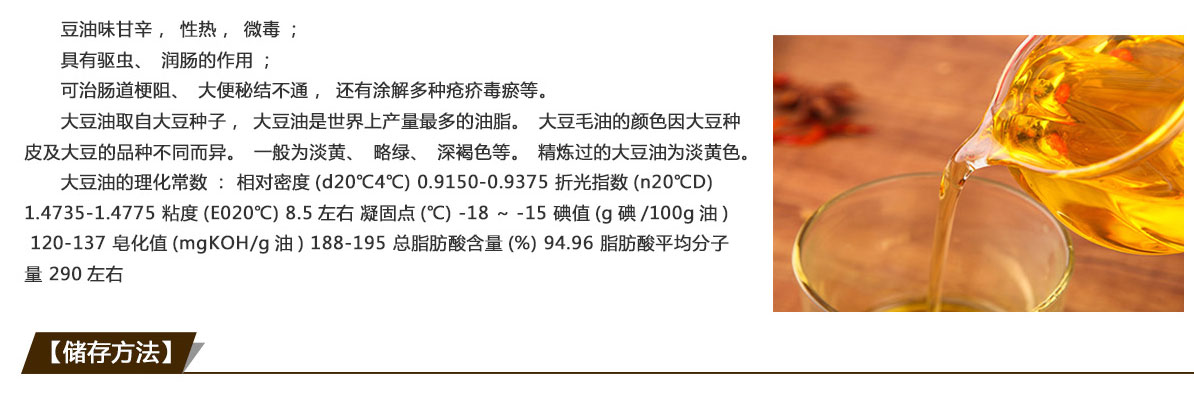 豆油味甘辛， 性热， 微毒；
具有驱虫、 润肠的作用；
可治肠道梗阻、 大便秘结不通， 还有涂解多种疮疥毒瘀等。
大豆油取自大豆种子， 大豆油是世界上产量最多的油脂。 大豆毛油的颜色因大豆种
皮及大豆的品种不同而异。 一般为淡黄、 略绿、 深褐色等。 精炼过的大豆油为淡黄色。
大豆油的理化常数 ： 相对密度 (d20℃4℃) 0.9150-0.9375 折光指数 (n20℃D)
1.4735-1.4775 粘度 (E020℃) 8.5 左右 凝固点 (℃) -18 ~ -15 碘值 (g 碘 /100g 油 )
120-137 皂化值 (mgKOH/g 油 ) 188-195 总脂肪酸含量 (%) 94.96 脂肪酸平均分子
量 290 左右
【储存方法】